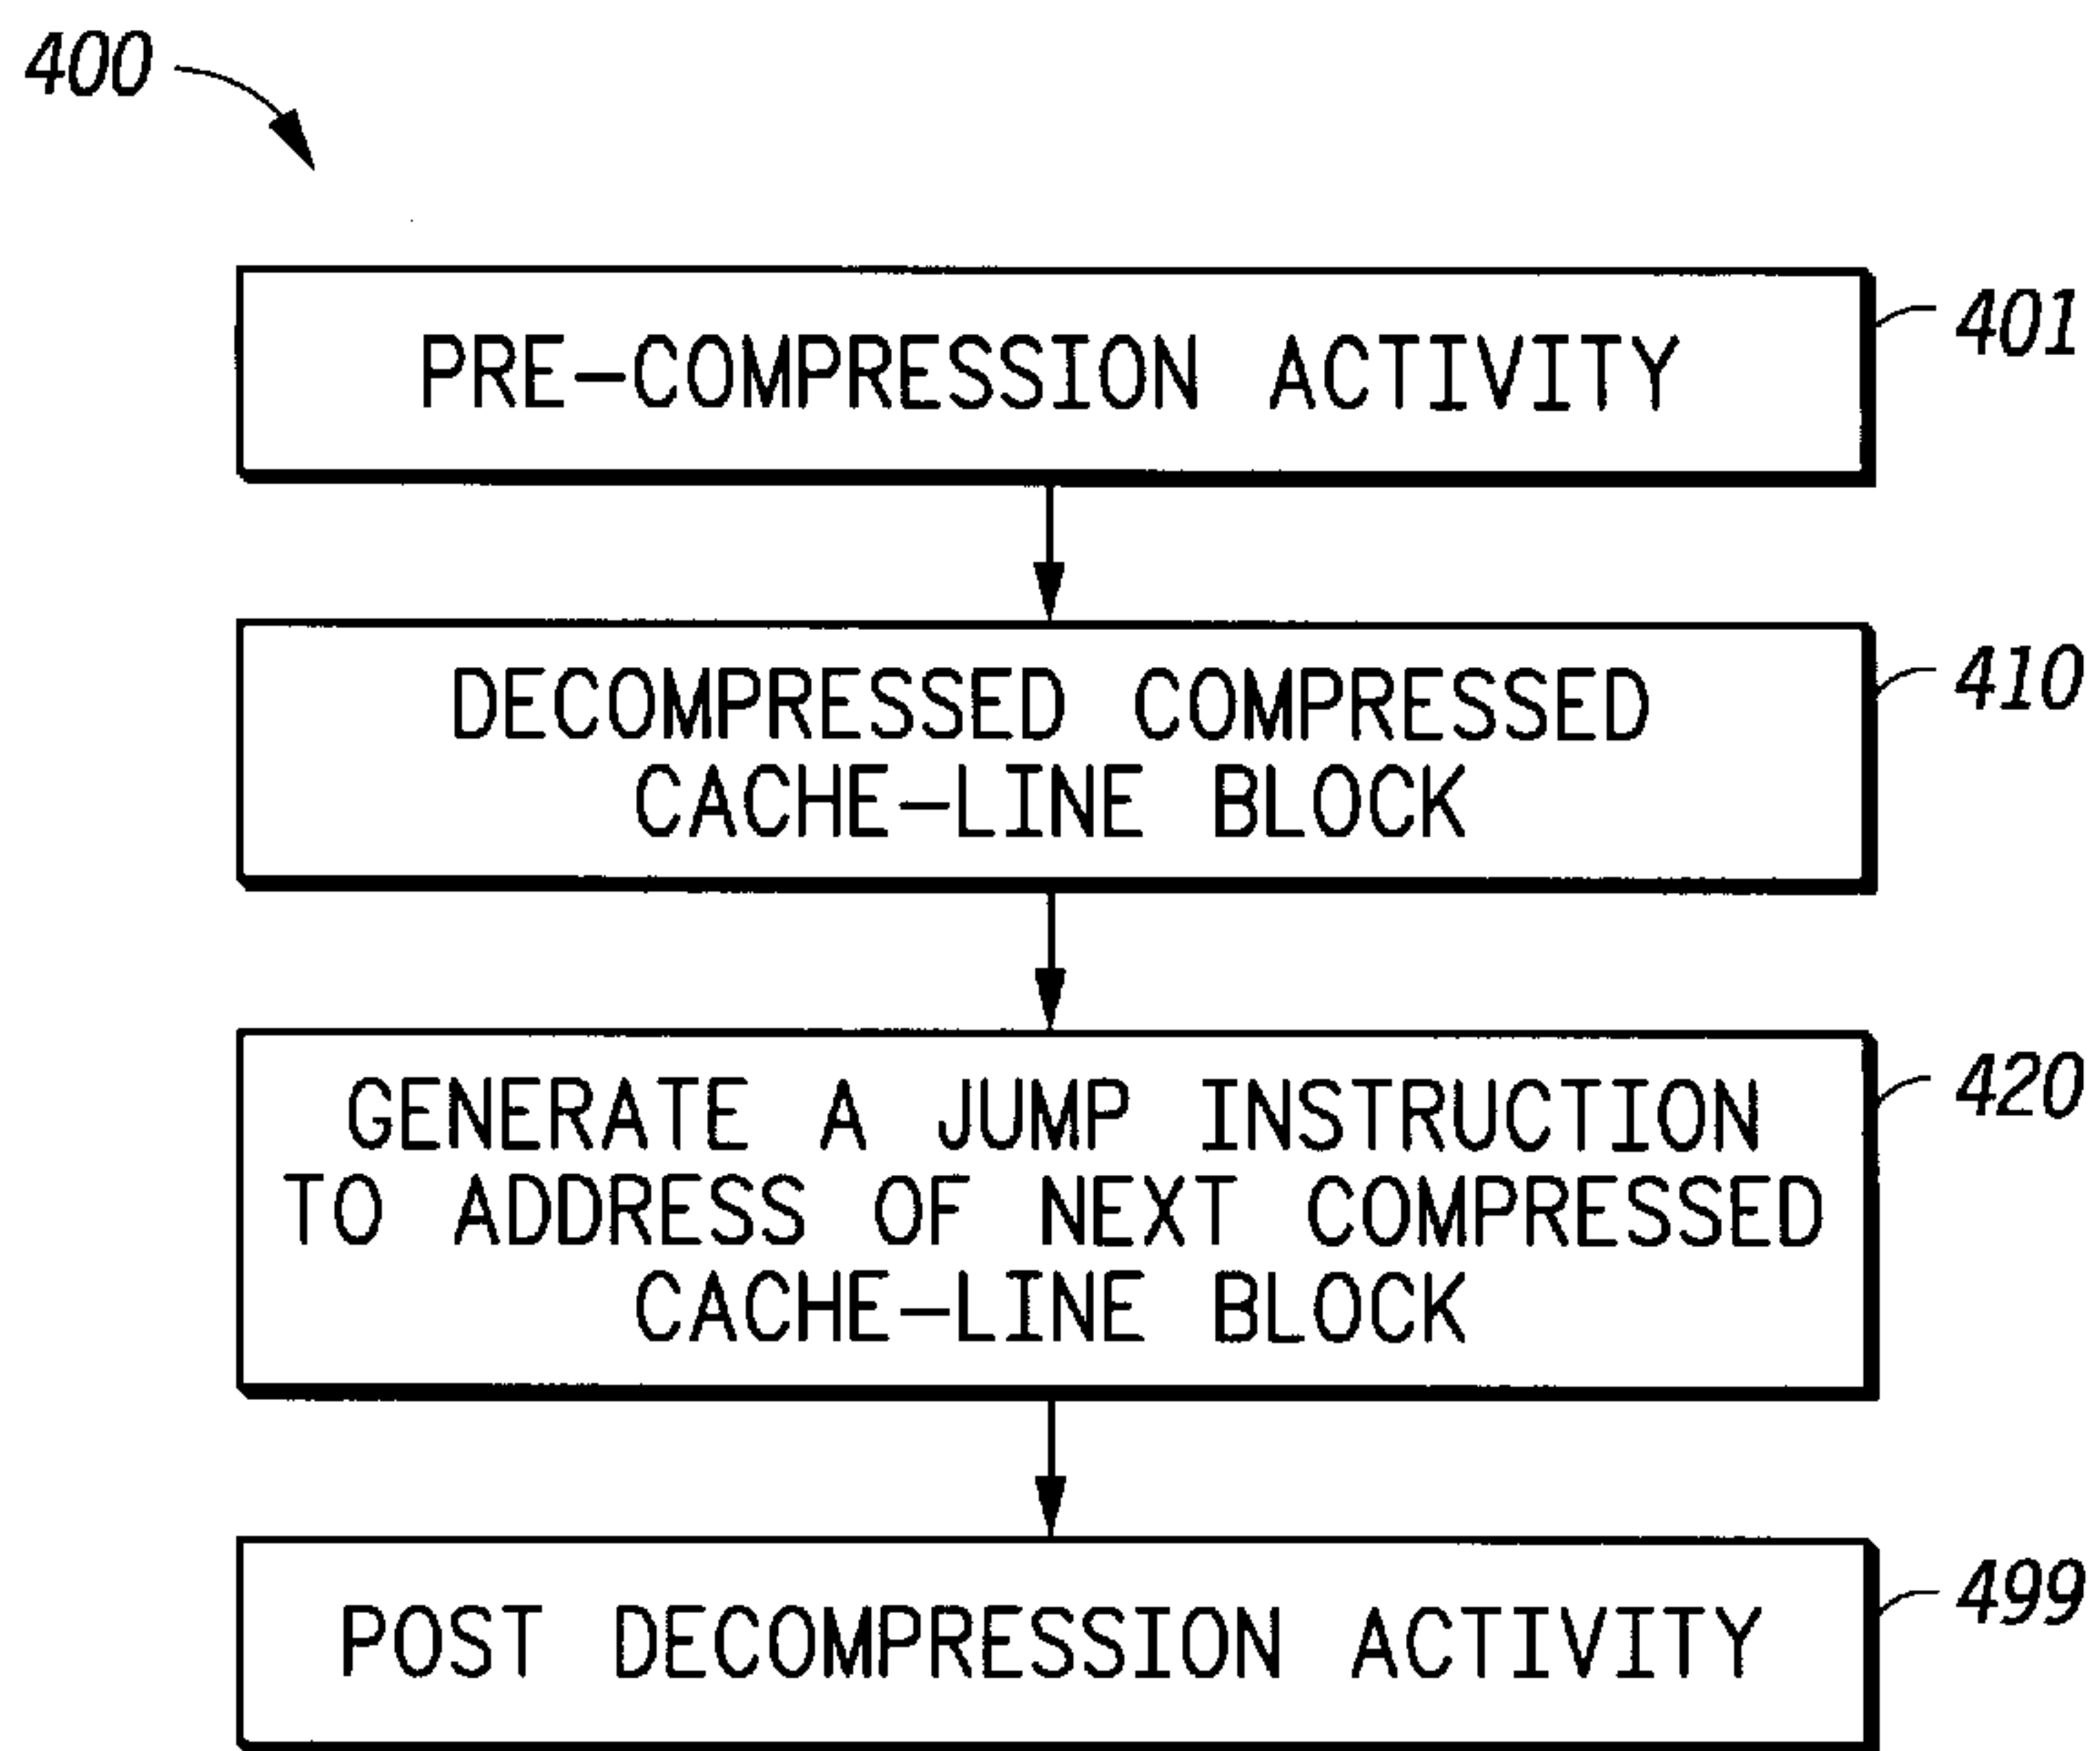 400
PRE-COMPRESSION ACTIVITY
401
DECOMPRESSED COMPRESSED
CACHE-LINE BLOCK
410
GENERATE A JUMP INSTRUCTION
TO ADDRESS OF NEXT COMPRESSED
CACHE-LINE BLOCK
420
POST DECOMPRESSION ACTIVITY
499